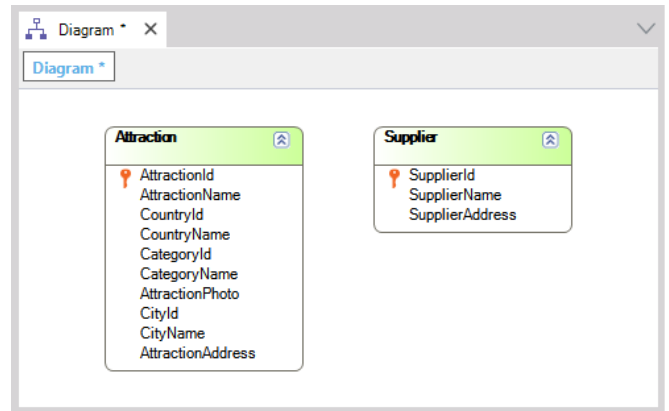 Diagram *
Diagram *
Attraction
AttractionId
AttractionName
CountryId
CountryName
CategoryId
CategoryName
AttractionPhoto
CityId
CityName
AttractionAddress
Supplier
SupplierId
SupplierName
SupplierAddress